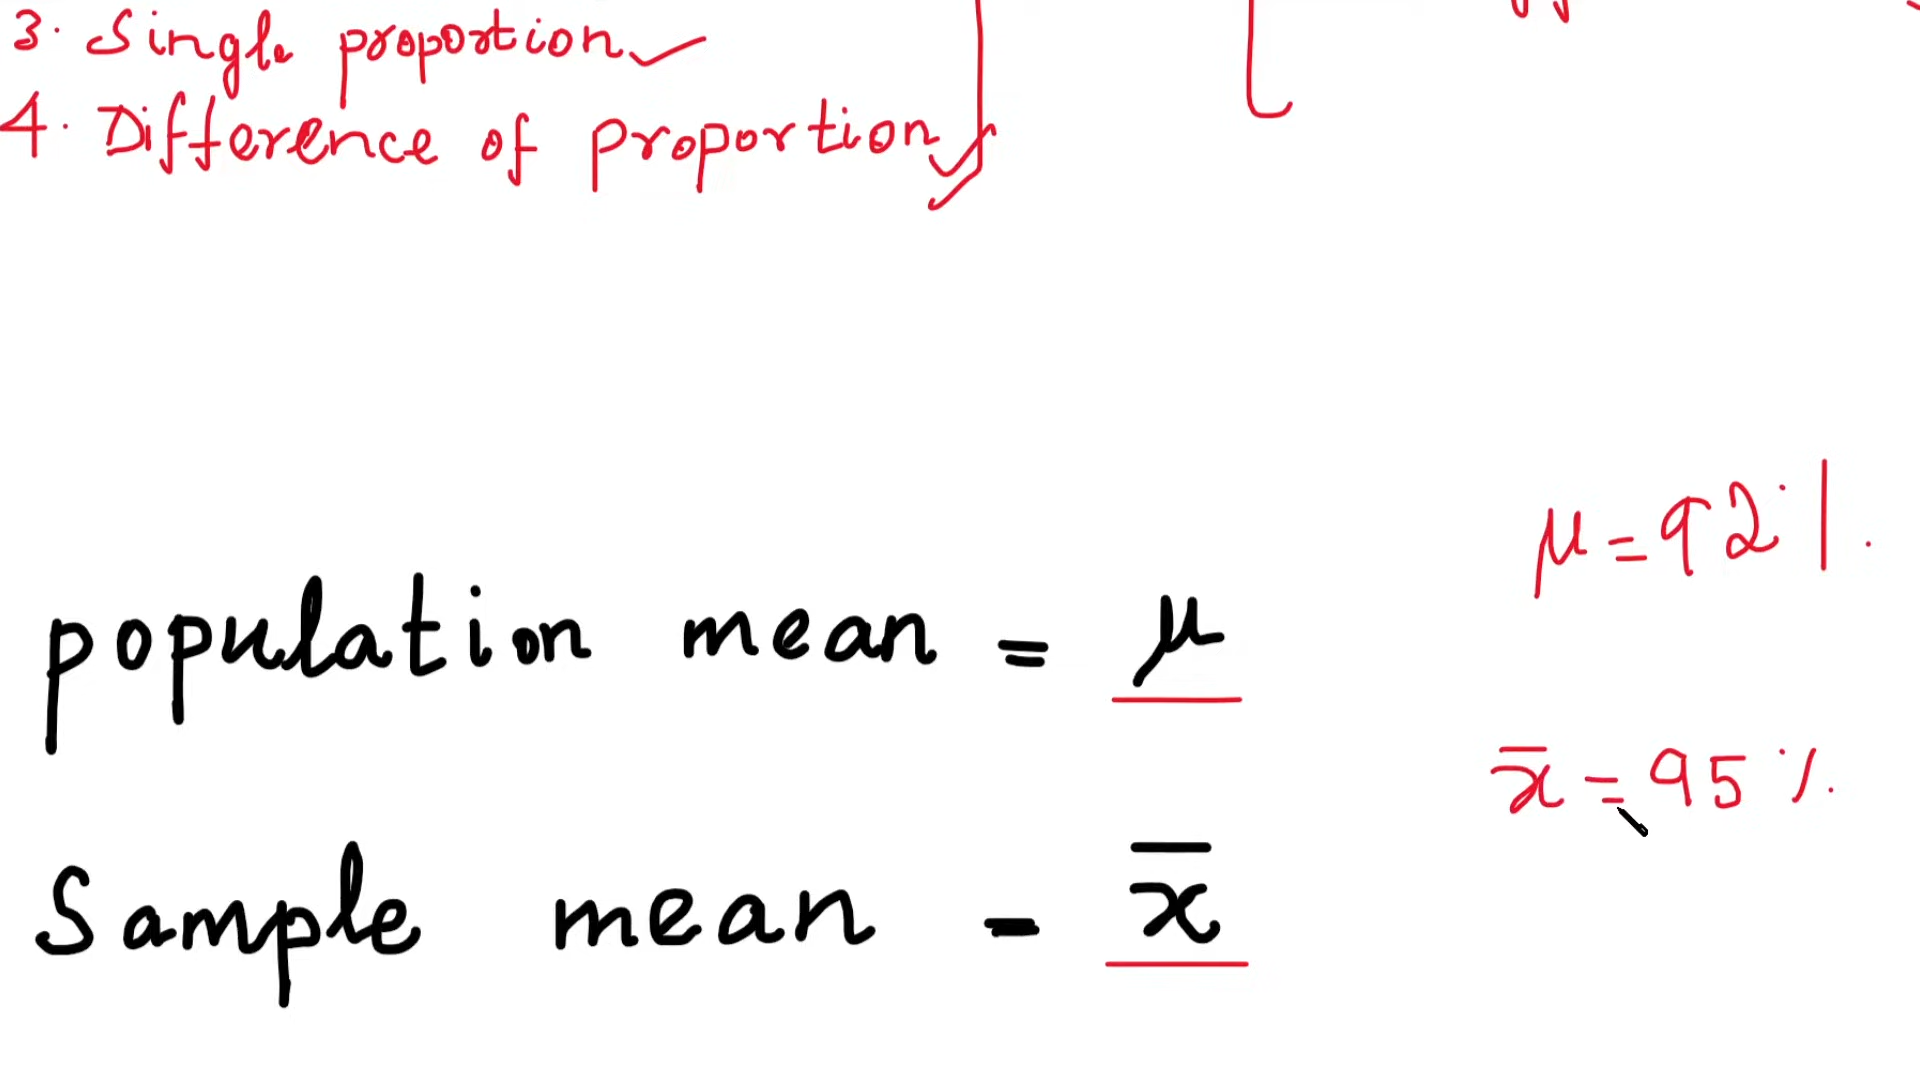 3. Single proportion
4. Difference of proportion
μ = 92%
population mean = μ
x̄ = 95%
Sample mean = x̄